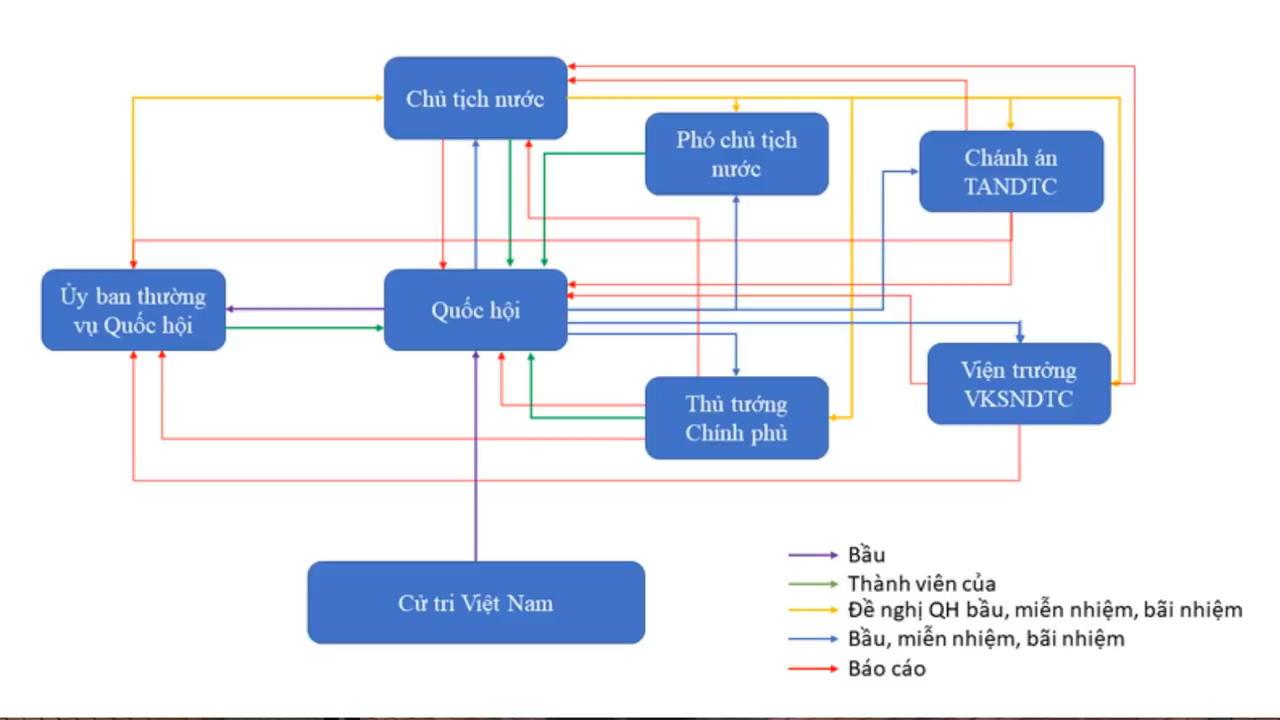 Chủ tịch nước
Phó chủ tịch
nước
Chánh án
TANDTC
Ủy ban thường
vụ Quốc hội
Quốc hội
Viện trưởng
VKSNDTC
Thủ tướng
Chính phủ
Cử tri Việt Nam
Bầu
Thành viên của
Đề nghị QH bầu, miễn nhiệm, bãi nhiệm
Bầu, miễn nhiệm, bãi nhiệm
Báo cáo